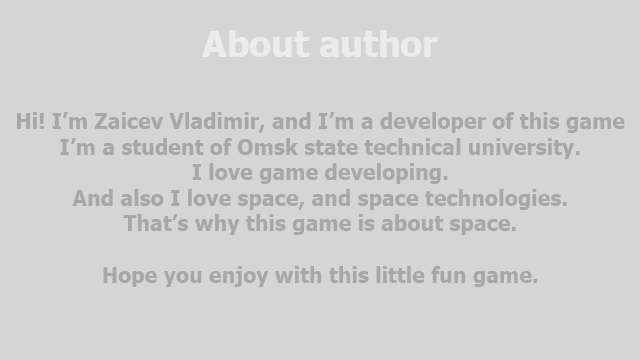 About author
Hi! I’m Zaicev Vladimir, and I’m a developer of this game
I’m a student of Omsk state technical university.
I love game developing.
And also I love space, and space technologies.
That’s why this game is about space.
Hope you enjoy with this little fun game.